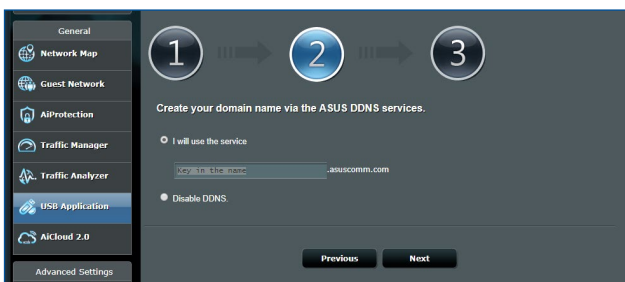 General
Network Map
Guest Network
AiProtection
Traffic Manager
Traffic Analyzer
USB Application
AiCloud 2.0
Advanced Settings
1
2
3
Create your domain name via the ASUS DDNS services.
I will use the service
Key in the name .asuscomm.com
Disable DDNS.
Previous Next